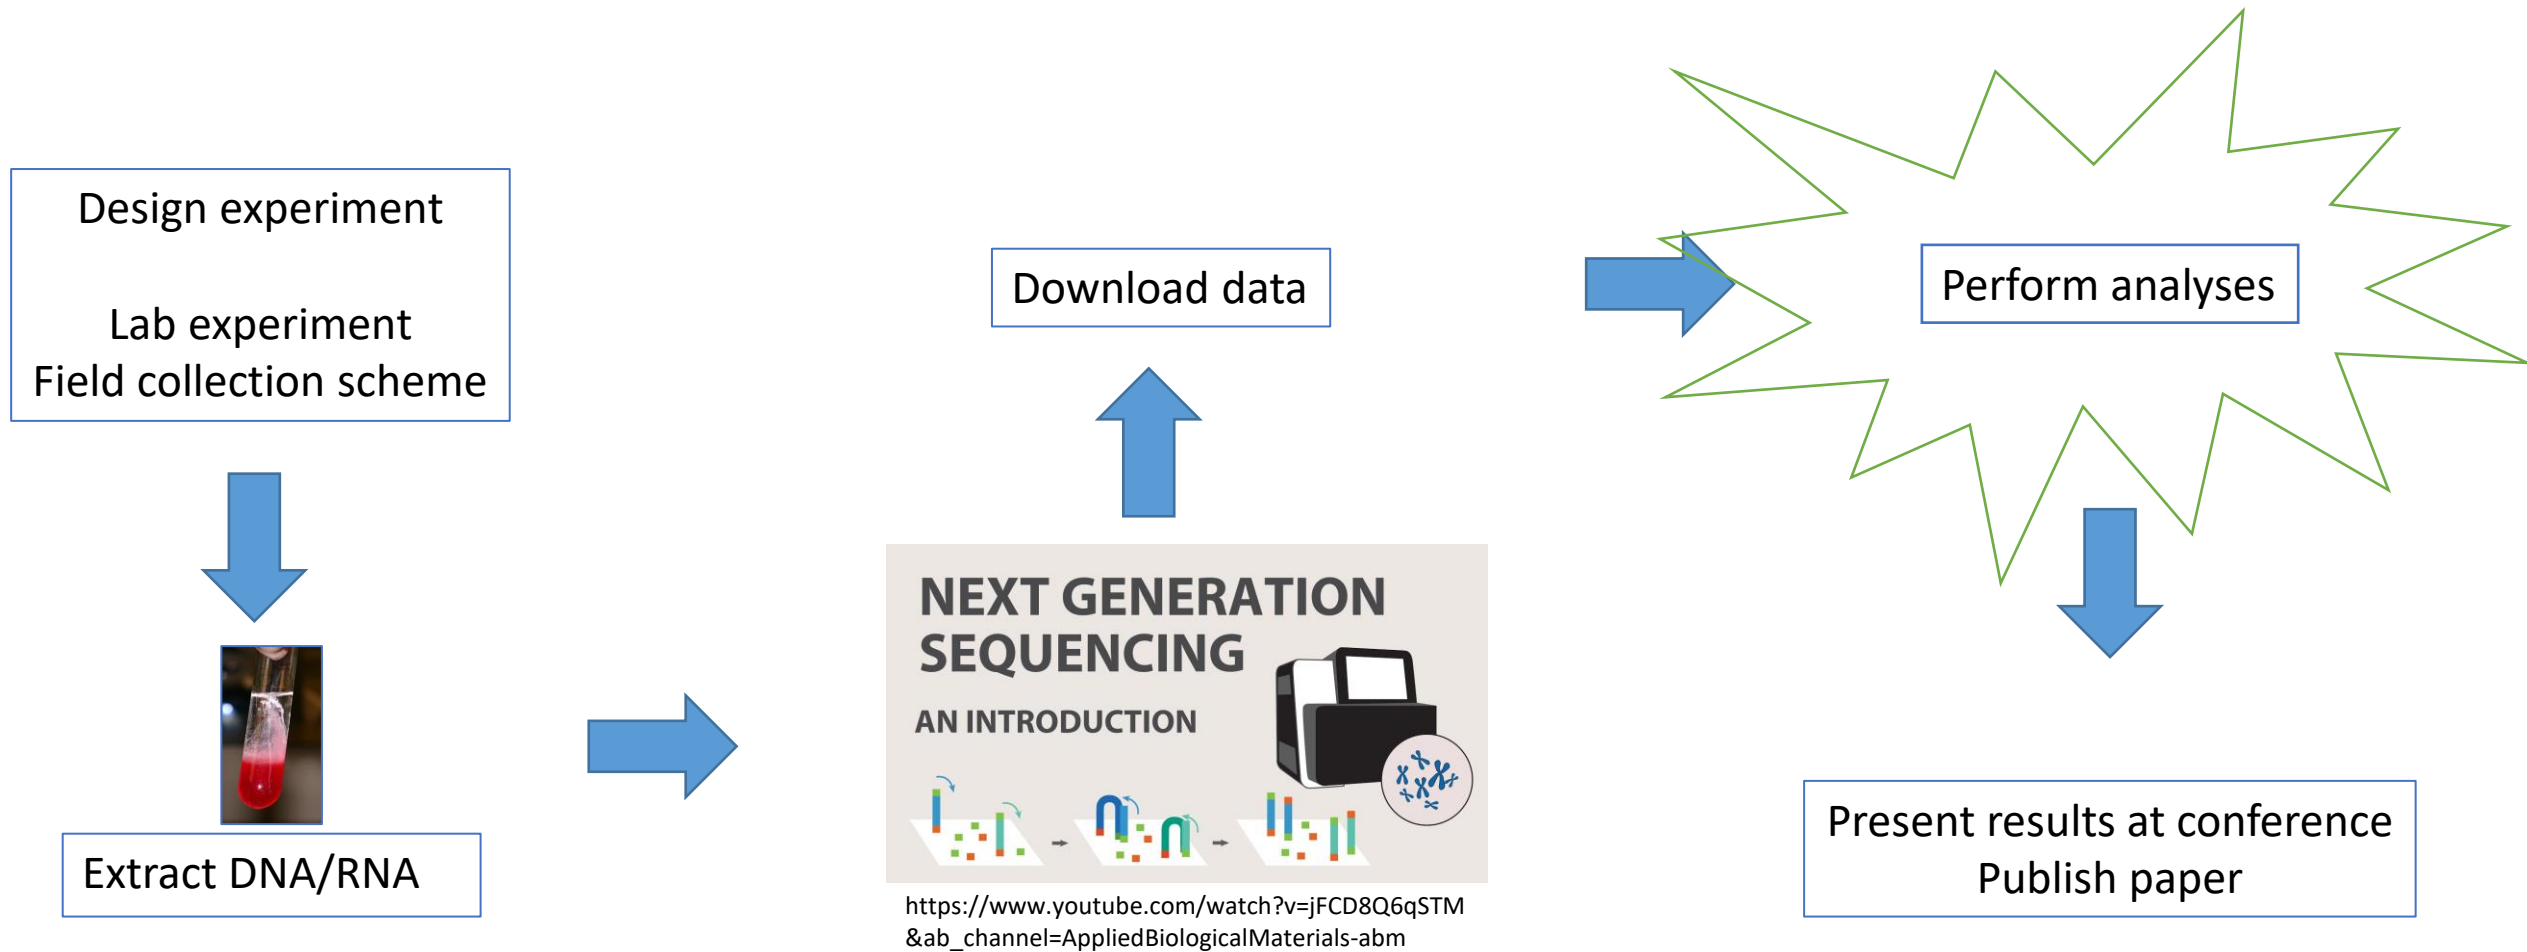 Design experiment
Lab experiment
Field collection scheme
Extract DNA/RNA
NEXT GENERATION
SEQUENCING
AN INTRODUCTION
https://www.youtube.com/watch?v=jFCD8Q6qSTM
&ab_channel=AppliedBiologicalMaterials-abm
Download data
Perform analyses
Present results at conference
Publish paper